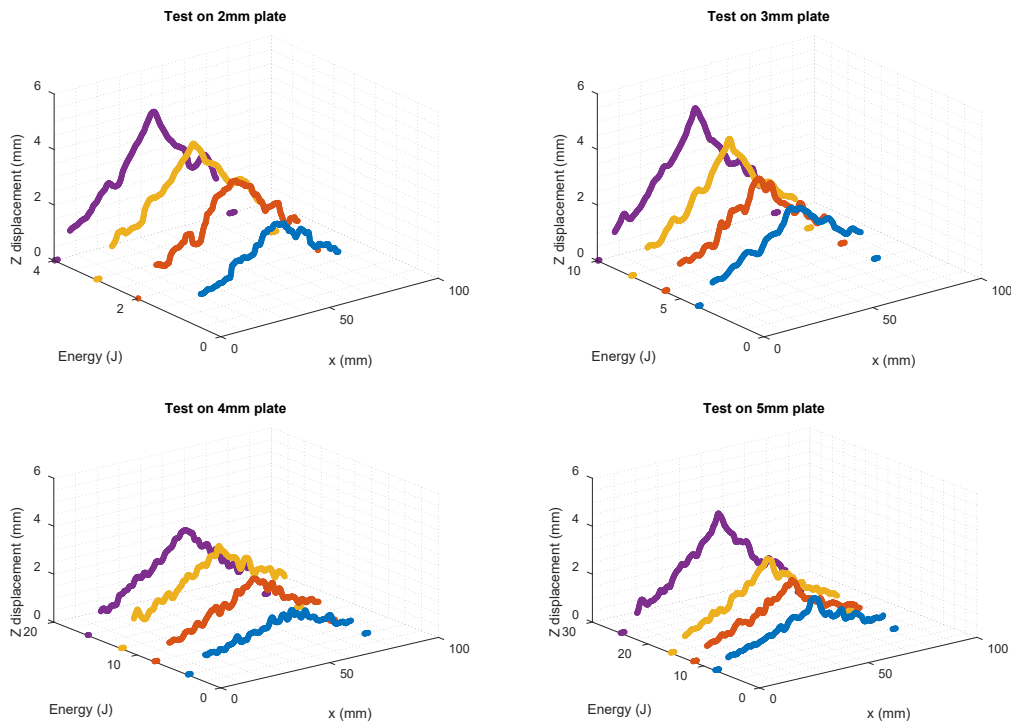 Test on 2mm plate
6
4
2
0
Z displacement (mm)
4
2
0
Energy (J)
0
50
100
x (mm)
Test on 3mm plate
6
4
2
0
Z displacement (mm)
10
5
0
Energy (J)
0
50
100
x (mm)
Test on 4mm plate
6
4
2
0
Z displacement (mm)
20
10
0
Energy (J)
0
50
100
x (mm)
Test on 5mm plate
6
4
2
0
Z displacement (mm)
30
20
10
0
Energy (J)
0
50
100
x (mm)